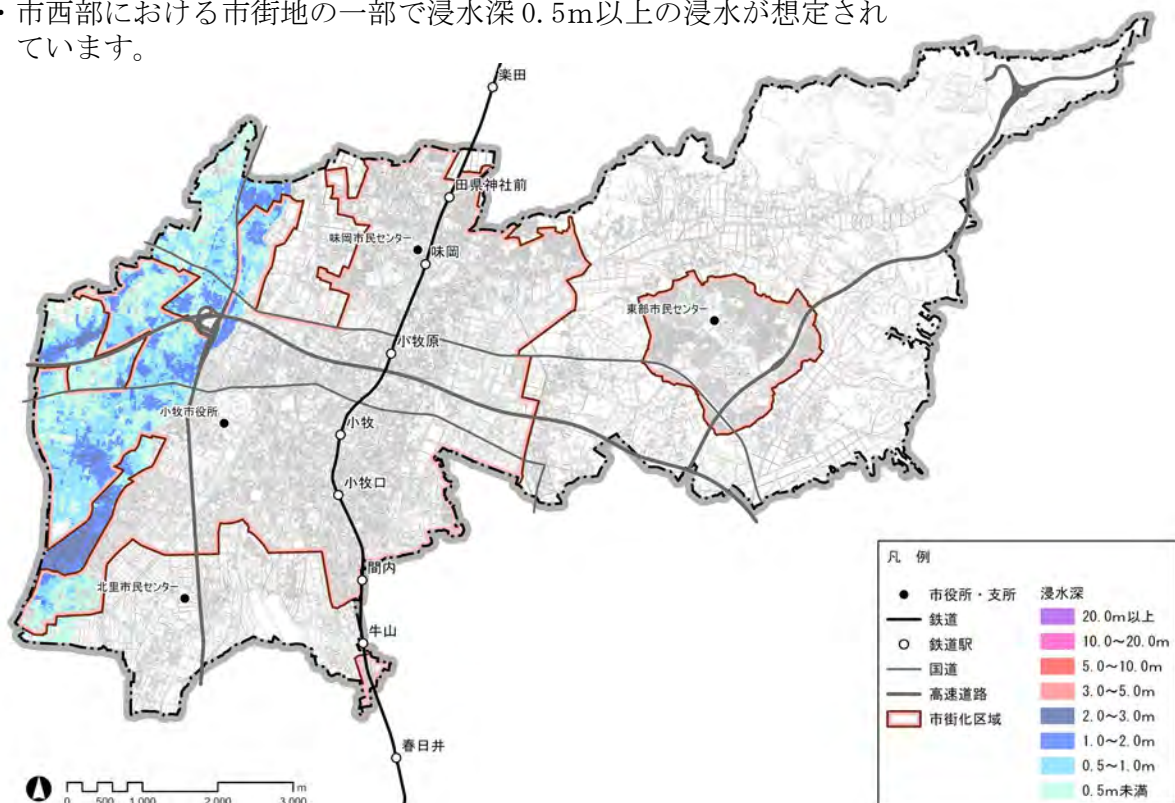 ・市西部における市街地の一部で浸水深 0.5m以上の浸水が想定され
ています。
楽田
田県神社前
味岡市民センター
味岡
東部市民センター
小牧原
小牧市役所
小牧
小牧口
間内
北里市民センター
牛山
春日井
0 500 1,000 2,000 3,000 m
凡 例
市役所・支所
鉄道
鉄道駅
国道
高速道路
市街化区域
浸水深
20.0m以上
10.0～20.0m
5.0～10.0m
3.0～5.0m
2.0～3.0m
1.0～2.0m
0.5～1.0m
0.5m未満